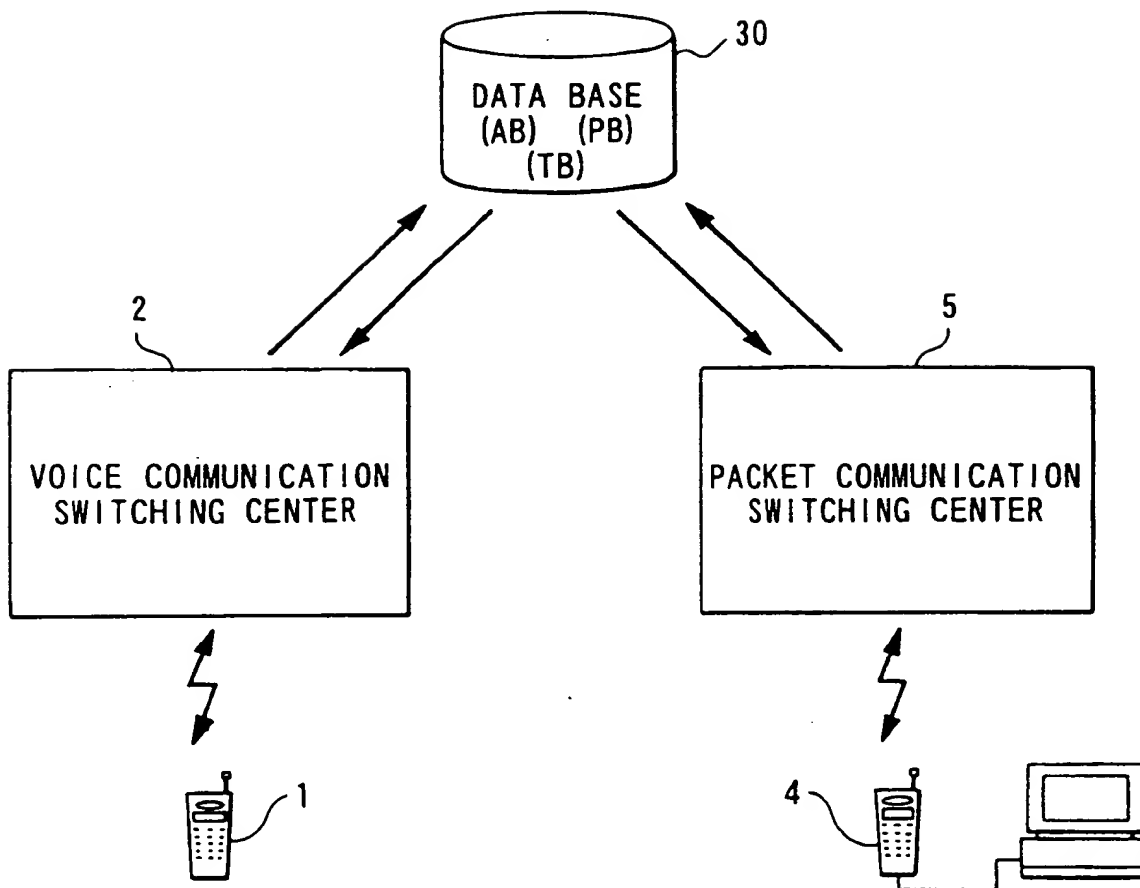 30
DATA BASE
(AB) (PB)
(TB)
2
5
VOICE COMMUNICATION
SWITCHING CENTER
PACKET COMMUNICATION
SWITCHING CENTER
1
4